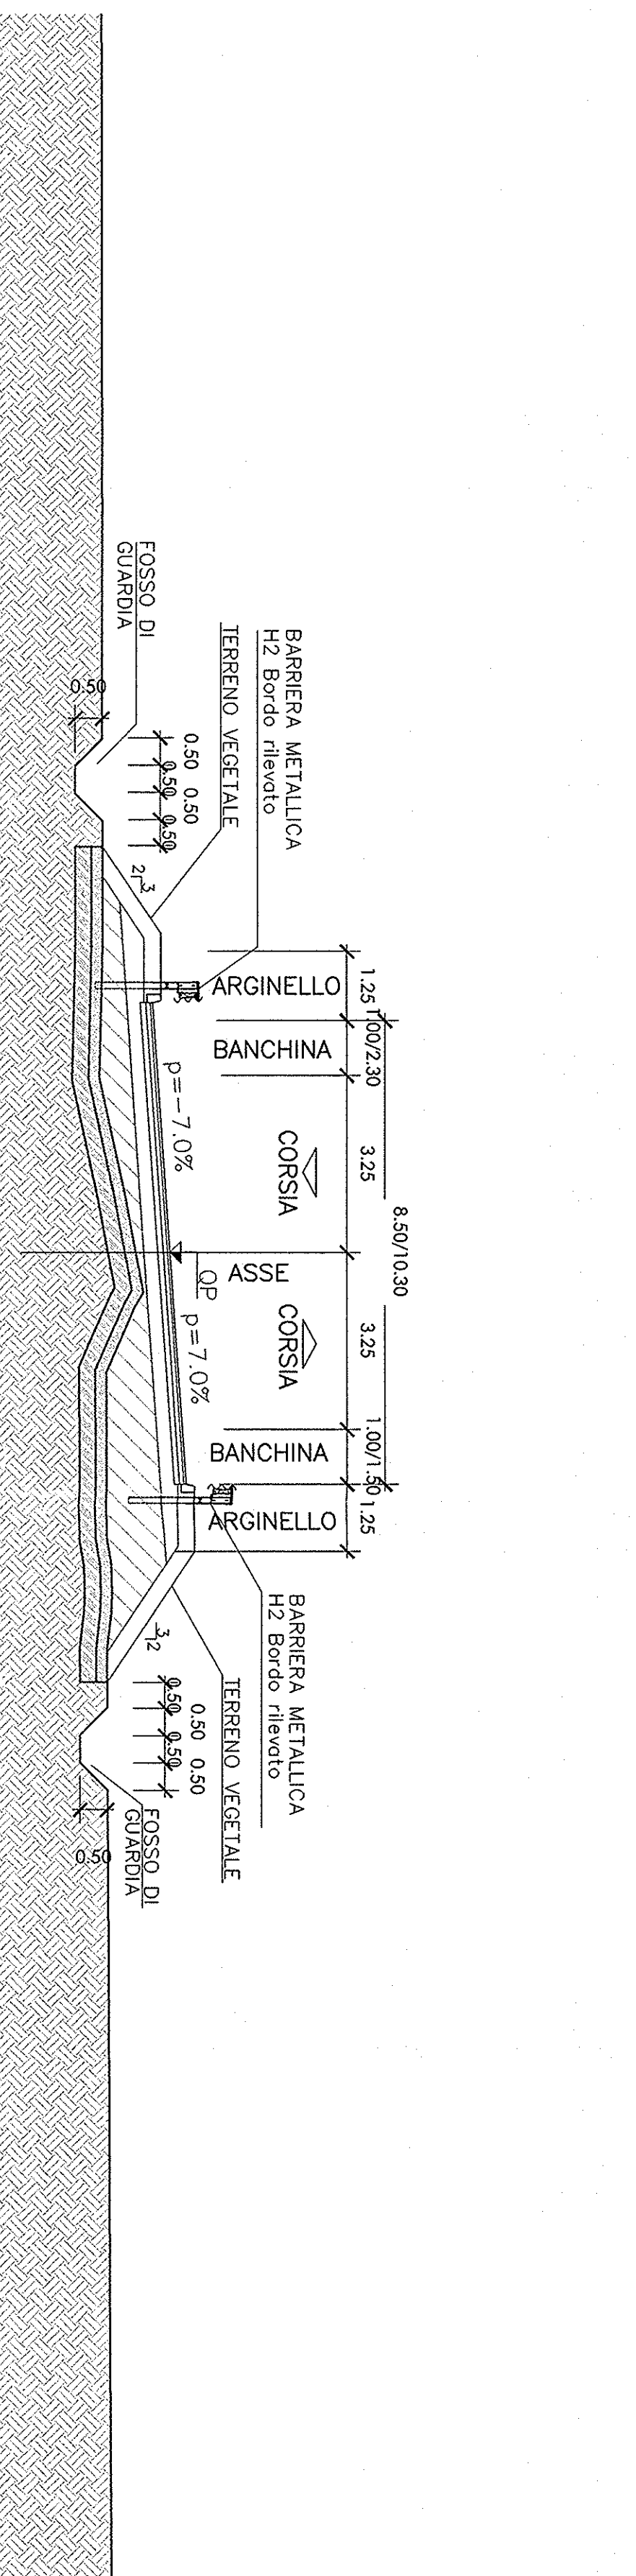 8.50/10.30
1.25
1.00/2.30
3.25
3.25
1.00/1.50
1.25
ARGINELLO
BANCHINA
CORSIA
ASSE
CORSIA
BANCHINA
ARGINELLO
BARRIERA METALLICA
H2 Bordo rilevato
TERRENO VEGETALE
FOSSO DI
GUARDIA
0.50
0.50
0.50
0.50
0.50
3
2
p=-7.0%
QP
p=7.0%
BARRIERA METALLICA
H2 Bordo rilevato
TERRENO VEGETALE
3
2
0.50
0.50
0.50
0.50
FOSSO DI
GUARDIA
0.50